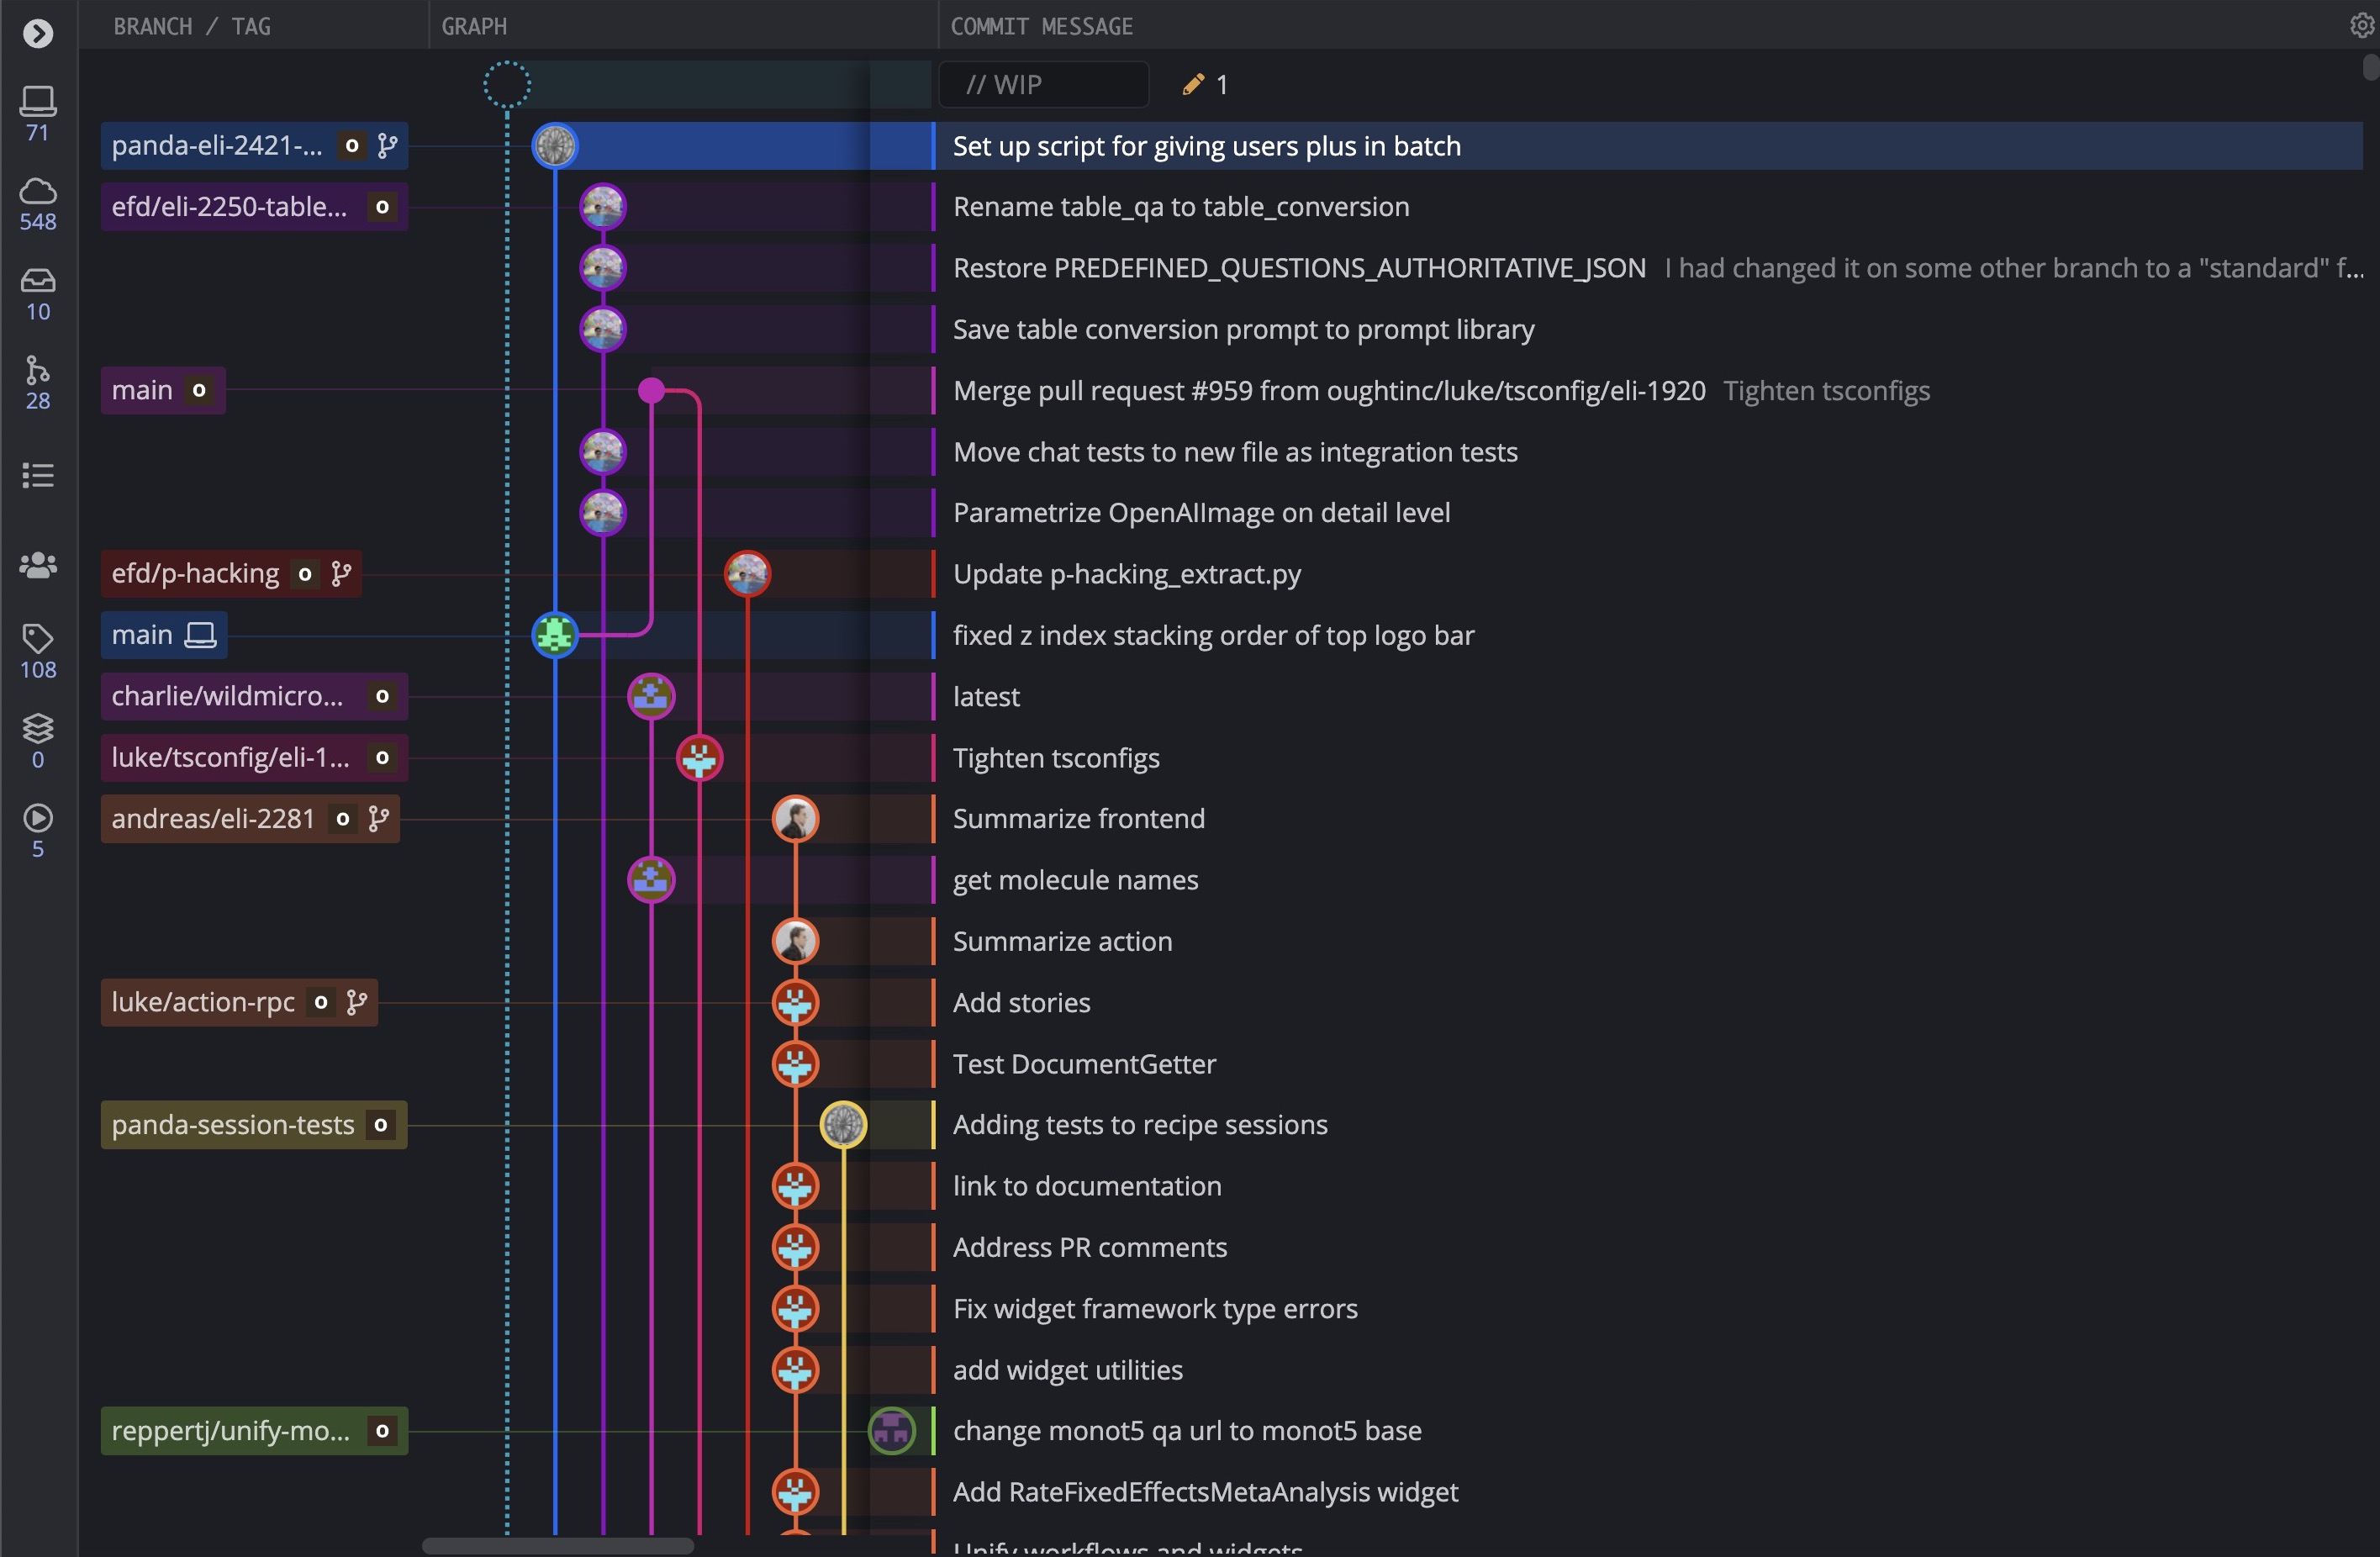 BRANCH / TAG GRAPH COMMIT MESSAGE
// WIP 1
71
panda-eli-2421-... o Set up script for giving users plus in batch
efd/eli-2250-table... o Rename table_qa to table_conversion
548
Restore PREDEFINED_QUESTIONS_AUTHORITATIVE_JSON I had changed it on some other branch to a "standard" f...
10
Save table conversion prompt to prompt library
main o Merge pull request #959 from oughtinc/luke/tsconfig/eli-1920 Tighten tsconfigs
28
Move chat tests to new file as integration tests
Parametrize OpenAIImage on detail level
efd/p-hacking o Update p-hacking_extract.py
main fixed z index stacking order of top logo bar
108
charlie/wildmicro... o latest
luke/tsconfig/eli-1... o Tighten tsconfigs
0
andreas/eli-2281 o Summarize frontend
5
get molecule names
Summarize action
luke/action-rpc o Add stories
Test DocumentGetter
panda-session-tests o Adding tests to recipe sessions
link to documentation
Address PR comments
Fix widget framework type errors
add widget utilities
reppertj/unify-mo... o change monot5 qa url to monot5 base
Add RateFixedEffectsMetaAnalysis widget
Unify workflows and widgets